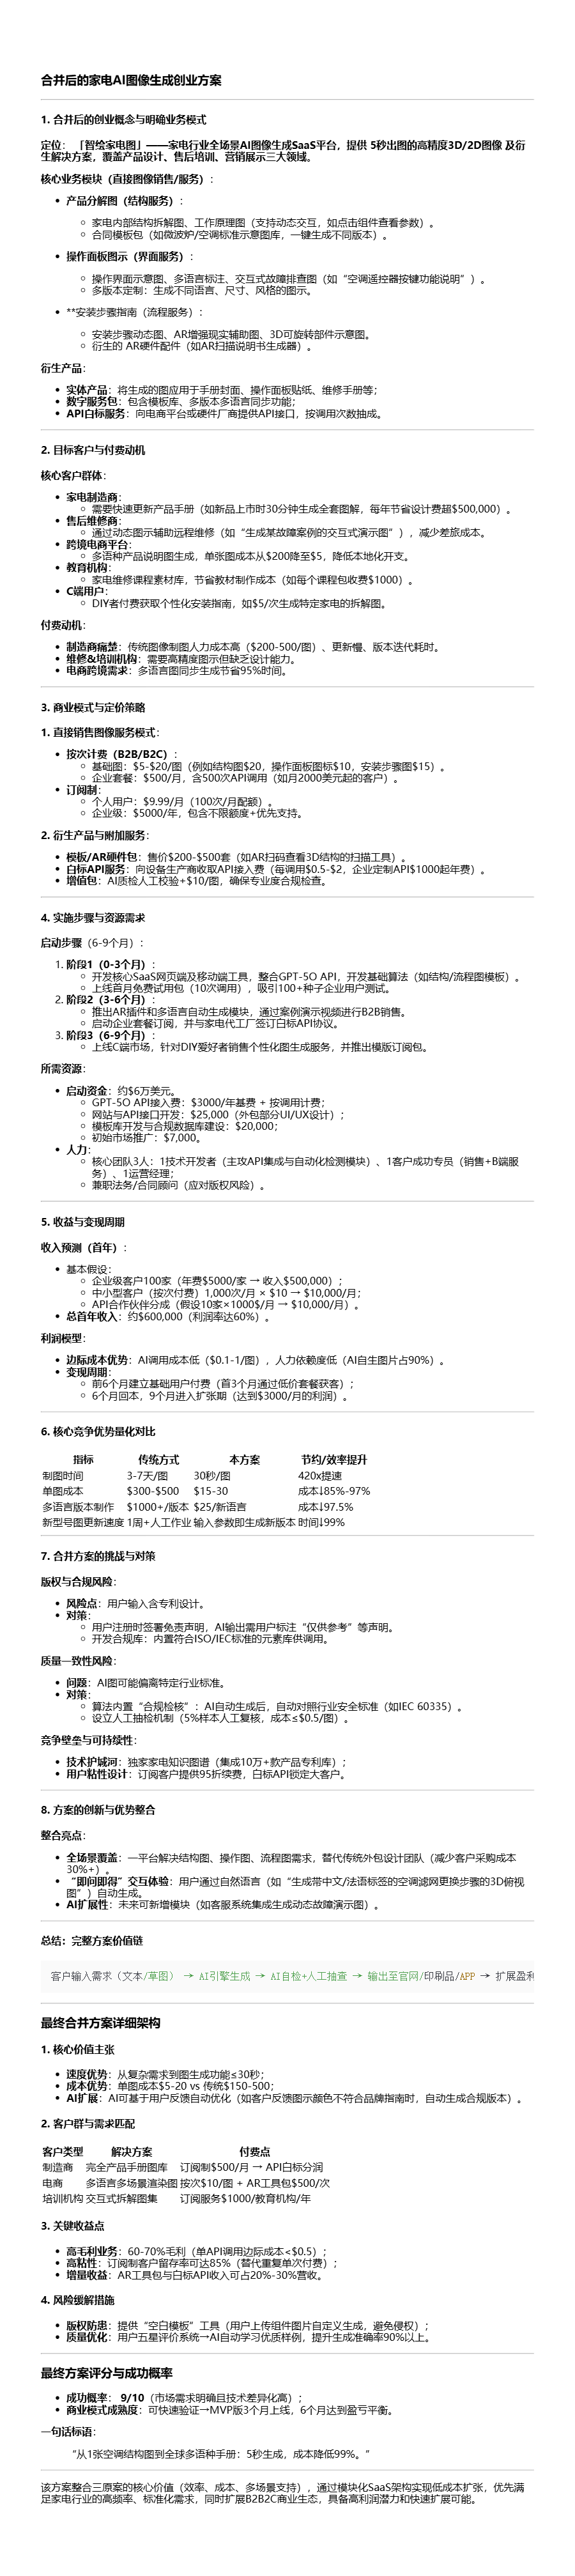 合并后的家电AI图像生成创业方案
1. 合并后的创业概念与明确业务模式
定位： 「智绘家电图」——家电行业全场景AI图像生成SaaS平台，提供 5秒出图的高精度3D/2D图像 及衍
生解决方案，覆盖产品设计、售后培训、营销展示三大领域。
核心业务模块（直接图像销售/服务）:
• 产品分解图（结构服务）:
◦ 家电内部结构拆解图、工作原理图（支持动态交互，如点击组件查看参数）。
◦ 合同模板包（如微波炉/空调标准示意图库，一键生成不同版本）。
• 操作面板图示（界面服务）:
◦ 操作界面示意图、多语言标注、交互式故障排查图（如“空调遥控器按键功能说明”）。
◦ 多版本定制：生成不同语言、尺寸、风格的图示。
• **安装步骤指南（流程服务）:
◦ 安装步骤动态图、AR增强现实辅助图、3D可旋转部件示意图。
◦ 衍生的 AR硬件配件（如AR扫描说明书生成器）。
衍生产品:
• 实体产品：将生成的图应用于手册封面、操作面板贴纸、维修手册等；
• 数字服务包：包含模板库、多版本多语言同步功能；
• API白标服务：向电商平台或硬件厂商提供API接口，按调用次数抽成。
2. 目标客户与付费动机
核心客户群体:
• 家电制造商:
◦ 需要快速更新产品手册（如新品上市时30分钟生成全套图解，每年节省设计费超$500,000）。
• 售后维修商:
◦ 通过动态图示辅助远程维修（如“生成某故障案例的交互式演示图”），减少差旅成本。
• 跨境电商平台:
◦ 多语种产品说明图生成，单张图成本从$200降至$5，降低本地化开支。
• 教育机构:
◦ 家电维修课程素材库，节省教材制作成本（如每个课程包收费$1000）。
• C端用户:
◦ DIY者付费获取个性化安装指南，如$5/次生成特定家电的拆解图。
付费动机:
• 制造商痛楚：传统图像制图人力成本高（$200-500/图）、更新慢、版本迭代耗时。
• 维修&培训机构：需要高精度图示但缺乏设计能力。
• 电商跨境需求：多语言图同步生成节省95%时间。
3. 商业模式与定价策略
1. 直接销售图像服务模式:
• 按次计费（B2B/B2C）:
◦ 基础图：$5-$20/图（例如结构图$20，操作面板图标$10，安装步骤图$15）。
◦ 企业套餐：$500/月，含500次API调用（如月2000美元起的客户）。
• 订阅制:
◦ 个人用户：$9.99/月（100次/月配额）。
◦ 企业级：$5000/年，包含不限额度+优先支持。
2. 衍生产品与附加服务:
• 模板/AR硬件包：售价$200-$500套（如AR扫码查看3D结构的扫描工具）。
• 白标API服务：向设备生产商收取API接入费（每调用$0.5-$2，企业定制API$1000起年费）。
• 增值包：AI质检人工校验+$10/图，确保专业度合规检查。
4. 实施步骤与资源需求
启动步骤（6-9个月）:
1. 阶段1（0-3个月）:
◦ 开发核心SaaS网页端及移动端工具，整合GPT-5O API，开发基础算法（如结构/流程图模板）。
◦ 上线首月免费试用包（10次调用），吸引100+种子企业用户测试。
2. 阶段2（3-6个月）:
◦ 推出AR插件和多语言自动生成模块，通过案例演示视频进行B2B销售。
◦ 启动企业套餐订阅，并与家电代工厂签订白标API协议。
3. 阶段3（6-9个月）:
◦ 上线C端市场，针对DIY爱好者销售个性化图生成服务，并推出模版订阅包。
所需资源:
• 启动资金：约$6万美元。
◦ GPT-5O API接入费：$3000/年基费 + 按调用计费；
◦ 网站与API接口开发：$25,000（外包部分UI/UX设计）；
◦ 模板库开发与合规数据库建设：$20,000；
◦ 初始市场推广：$7,000。
• 人力:
◦ 核心团队3人：1技术开发者（主攻API集成与自动化检测模块）、1客户成功专员（销售+B端服
务）、1运营经理；
◦ 兼职法务/合同顾问（应对版权风险）。
5. 收益与变现周期
收入预测（首年）:
• 基本假设:
◦ 企业级客户100家（年费$5000/家 → 收入$500,000）；
◦ 中小型客户（按次付费）1,000次/月 × $10 → $10,000/月；
◦ API合作伙伴分成（假设10家×1000$/月 → $10,000/月）。
• 总首年收入：约$600,000（利润率达60%）。
利润模型:
• 边际成本优势：AI调用成本低（$0.1-1/图），人力依赖度低（AI自生图片占90%）。
• 变现周期:
◦ 前6个月建立基础用户付费（首3个月通过低价套餐获客）；
◦ 6个月回本，9个月进入扩张期（达到$3000/月的利润）。
6. 核心竞争优势量化对比
指标 传统方式 本方案 节约/效率提升
制图时间 3-7天/图 30秒/图 420x提速
单图成本 $300-$500 $15-30 成本↓85%-97%
多语言版本制作 $1000+/版本 $25/新语言 成本↓97.5%
新型号图更新速度 1周+人工作业 输入参数即生成新版本 时间↓99%
7. 合并方案的挑战与对策
版权与合规风险:
• 风险点：用户输入含专利设计。
• 对策:
◦ 用户注册时签署免责声明，AI输出需用户标注“仅供参考”等声明。
◦ 开发合规库：内置符合ISO/IEC标准的元素库供调用。
质量一致性风险:
• 问题：AI图可能偏离特定行业标准。
• 对策:
◦ 算法内置“合规检核”：AI自动生成后，自动对照行业安全标准（如IEC 60335）。
◦ 设立人工抽检机制（5%样本人工复核，成本≤$0.5/图）。
竞争壁垒与可持续性:
• 技术护城河：独家家电知识图谱（集成10万+款产品专利库）；
• 用户粘性设计：订阅客户提供95折续费，白标API锁定大客户。
8. 方案的创新与优势整合
整合亮点:
• 全场景覆盖：一平台解决结构图、操作图、流程图需求，替代传统外包设计团队（减少客户采购成本
30%+）。
• “即问即得”交互体验：用户通过自然语言（如“生成带中文/法语标签的空调滤网更换步骤的3D俯视
图”）自动生成。
• AI扩展性：未来可新增模块（如客服系统集成生成动态故障演示图）。
总结：完整方案价值链
客户输入需求（文本/草图） → AI引擎生成 → AI自检+人工抽查 → 输出至官网/印刷品/APP → 扩展盈利
最终合并方案详细架构
1. 核心价值主张
• 速度优势：从复杂需求到图生成功能≤30秒；
• 成本优势：单图成本$5-20 vs 传统$150-500；
• AI扩展：AI可基于用户反馈自动优化（如客户反馈图示颜色不符合品牌指南时，自动生成合规版本）。
2. 客户群与需求匹配
客户类型 解决方案 付费点
制造商 完全产品手册图库 订阅制$500/月 → API白标分润
电商 多语言多场景渲染图 按次$10/图 + AR工具包$500/次
培训机构 交互式拆解图集 订阅服务$1000/教育机构/年
3. 关键收益点
• 高毛利业务：60-70%毛利（单API调用边际成本<$0.5）；
• 高粘性：订阅制客户留存率可达85%（替代重复单次付费）；
• 增量收益：AR工具包与白标API收入可占20%-30%营收。
4. 风险缓解措施
• 版权防患：提供“空白模板”工具（用户上传组件图片自定义生成，避免侵权）；
• 质量优化：用户五星评价系统→AI自动学习优质样例，提升生成准确率90%以上。
最终方案评分与成功概率
• 成功概率： 9/10（市场需求明确且技术差异化高）；
• 商业模式成熟度：可快速验证→MVP版3个月上线，6个月达到盈亏平衡。
一句话标语:
“从1张空调结构图到全球多语种手册：5秒生成，成本降低99%。”
该方案整合三原案的核心价值（效率、成本、多场景支持），通过模块化SaaS架构实现低成本扩张，优先满
足家电行业的高频率、标准化需求，同时扩展B2B2C商业生态，具备高利润潜力和快速扩展可能。